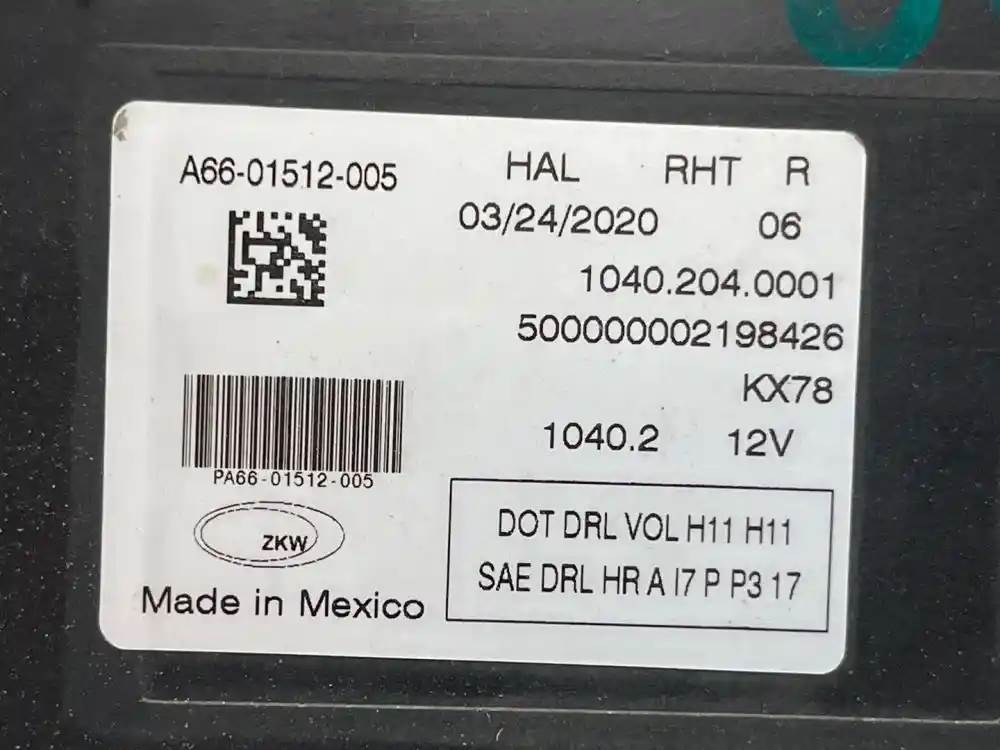 A66-01512-005
HAL RHT R
03/24/2020 06
1040.204.0001
500000002198426
KX78
1040.2 12V
PA66-01512-005
ZKW
Made in Mexico
DOT DRL VOL H11 H11
SAE DRL HR A I7 P P3 17